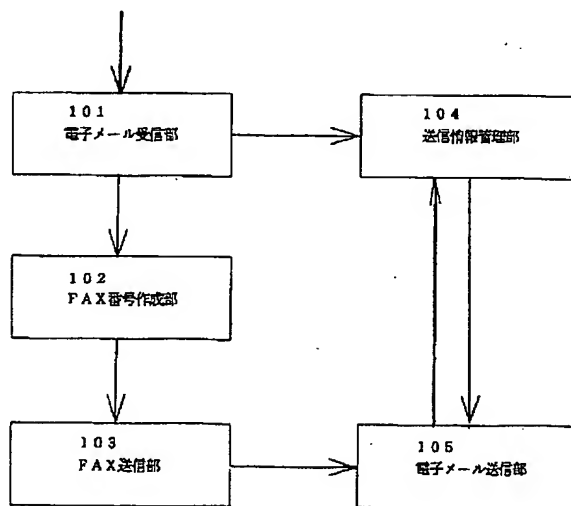 101
電子メール受信部
104
送信情報管理部
102
FAX番号作成部
103
FAX送信部
105
電子メール送信部